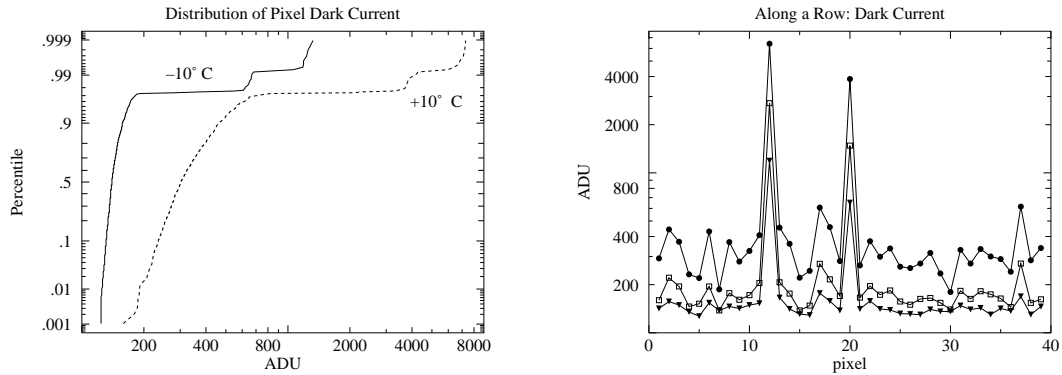 Distribution of Pixel Dark Current
.999
.99
.9
.5
.1
.01
.001
Percentile
−10° C
+10° C
200 400 800 2000 4000 8000
ADU
Along a Row: Dark Current
4000
2000
800
400
200
ADU
0 10 20 30 40
pixel